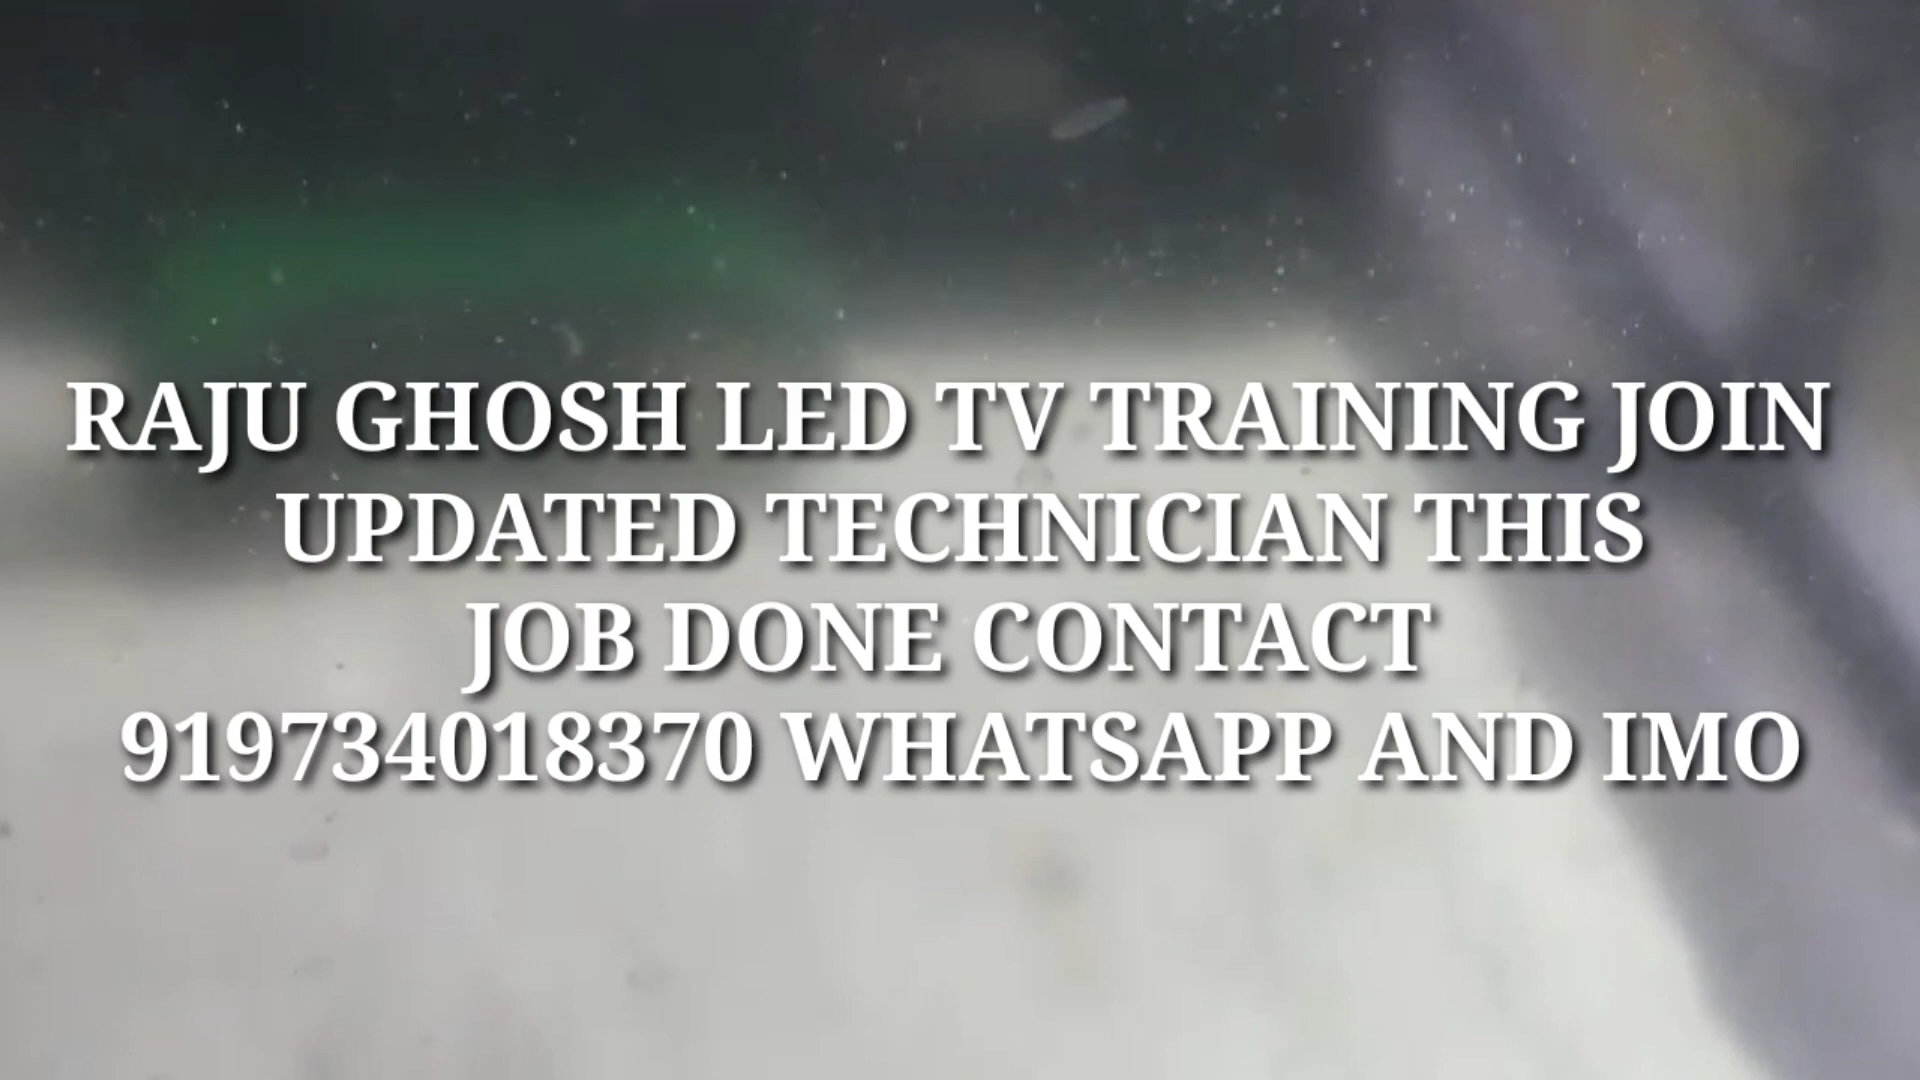 RAJU GHOSH LED TV TRAINING JOIN
UPDATED TECHNICIAN THIS
JOB DONE CONTACT
919734018370 WHATSAPP AND IMO